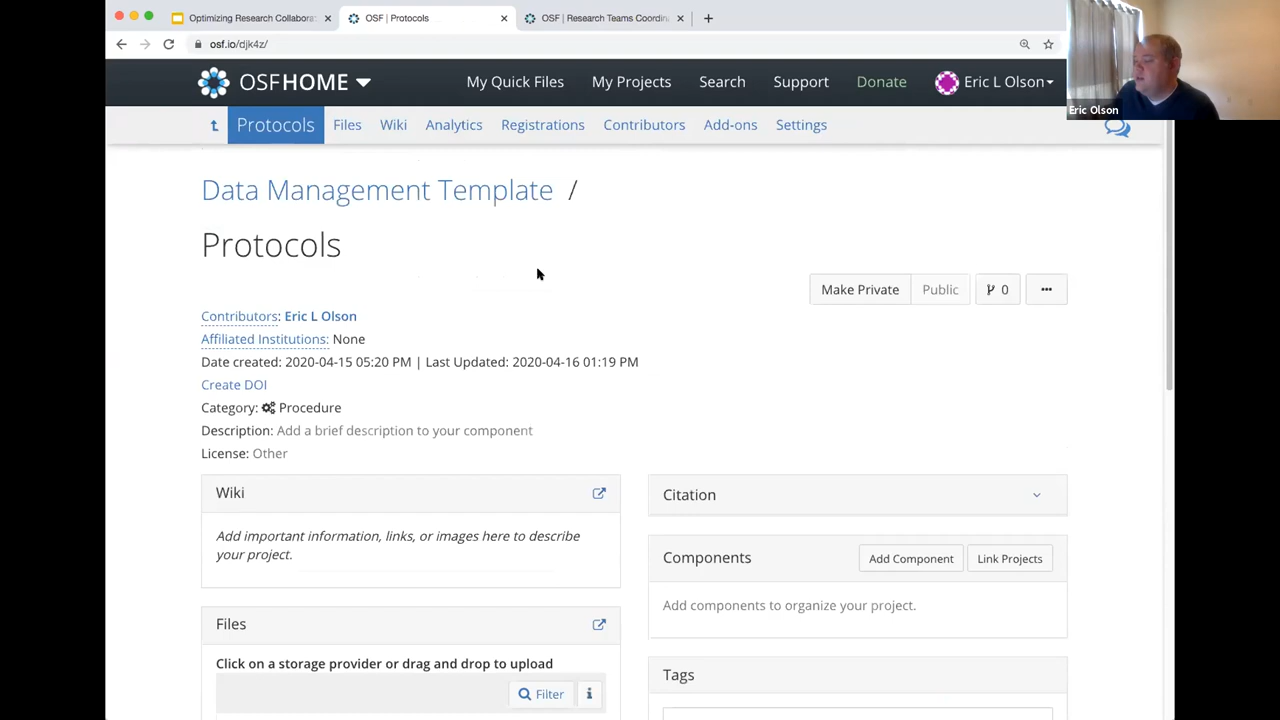 Optimizing Research Collabora
OSF | Protocols
OSF | Research Teams Coordin
osf.io/djk4z/
Eric Olson
OSFHOME
My Quick Files
My Projects
Search
Support
Donate
Eric L Olson
Protocols
Files
Wiki
Analytics
Registrations
Contributors
Add-ons
Settings
Data Management Template /
Protocols
Make Private
Public
0
Contributors: Eric L Olson
Affiliated Institutions: None
Date created: 2020-04-15 05:20 PM | Last Updated: 2020-04-16 01:19 PM
Create DOI
Category: Procedure
Description: Add a brief description to your component
License: Other
Wiki
Add important information, links, or images here to describe
your project.
Citation
Components
Add Component
Link Projects
Add components to organize your project.
Files
Click on a storage provider or drag and drop to upload
Filter
Tags